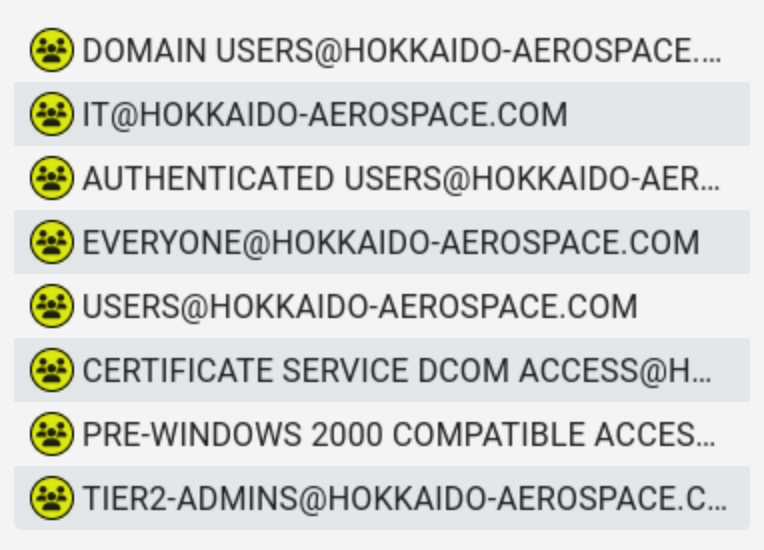 DOMAIN USERS@HOKKAIDO-AEROSPACE....
IT@HOKKAIDO-AEROSPACE.COM
AUTHENTICATED USERS@HOKKAIDO-AER...
EVERYONE@HOKKAIDO-AEROSPACE.COM
USERS@HOKKAIDO-AEROSPACE.COM
CERTIFICATE SERVICE DCOM ACCESS@H...
PRE-WINDOWS 2000 COMPATIBLE ACCES...
TIER2-ADMINS@HOKKAIDO-AEROSPACE.C...